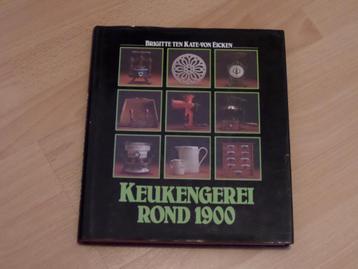 BRIGITTE TEN KATE-VON EICKEN
KEUKENGEREI
ROND 1900